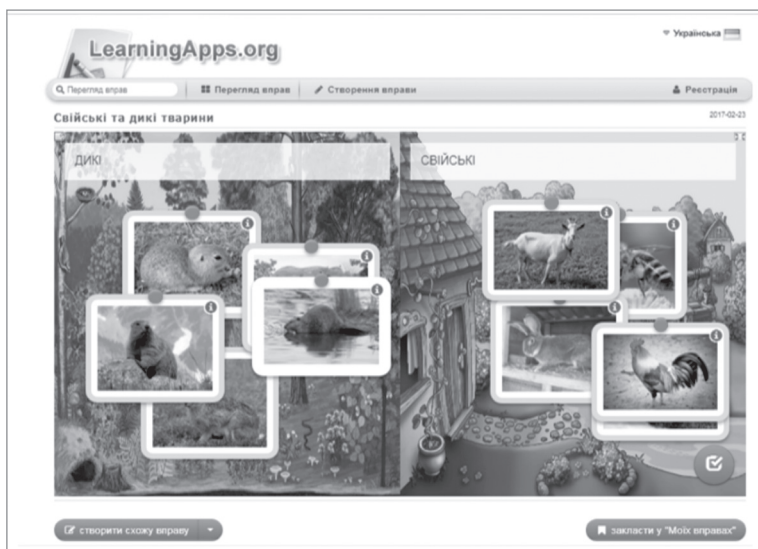 LearningApps.org
Українська
Перегляд вправ
Перегляд вправ
Створення вправи
Реєстрація
Свійські та дикі тварини
2017-02-23
ДИКІ
СВІЙСЬКІ
створити схожу вправу
закласти у "Моїх вправах"